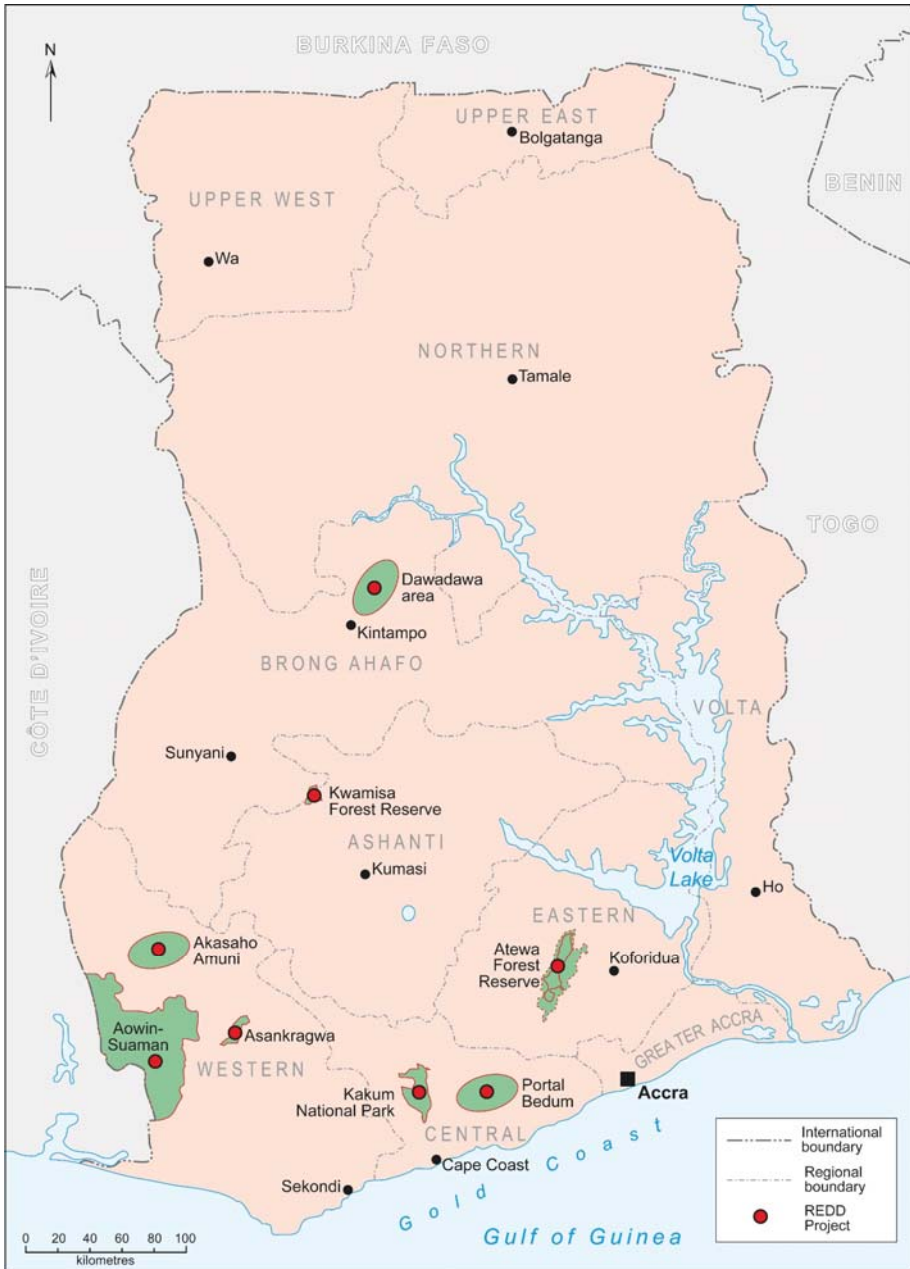 BURKINA FASO
N
UPPER EAST
Bolgatanga
BENIN
UPPER WEST
Wa
NORTHERN
Tamale
TOGO
CÔTE D'IVOIRE
Dawadawa
area
Kintampo
BRONG AHAFO
VOLTA
Sunyani
Kwamisa
Forest Reserve
ASHANTI
Kumasi
Volta
Lake
Ho
EASTERN
Akasaho
Amuni
Atewa
Forest
Reserve
Koforidua
Aowin-
Suaman
Asankragwa
WESTERN
GREATER ACCRA
Kakum
National Park
Portal
Bedum
Accra
CENTRAL
Cape Coast
Sekondi
Gold Coast
Gulf of Guinea
International
boundary
Regional
boundary
REDD
Project
0 20 40 60 80 100
kilometres